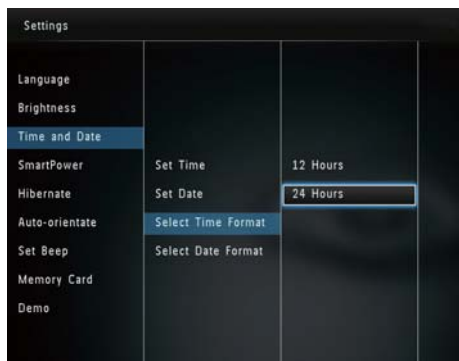 Settings
Language
Brightness
Time and Date
SmartPower
Hibernate
Auto-orientate
Set Beep
Memory Card
Demo
Set Time
Set Date
Select Time Format
Select Date Format
12 Hours
24 Hours